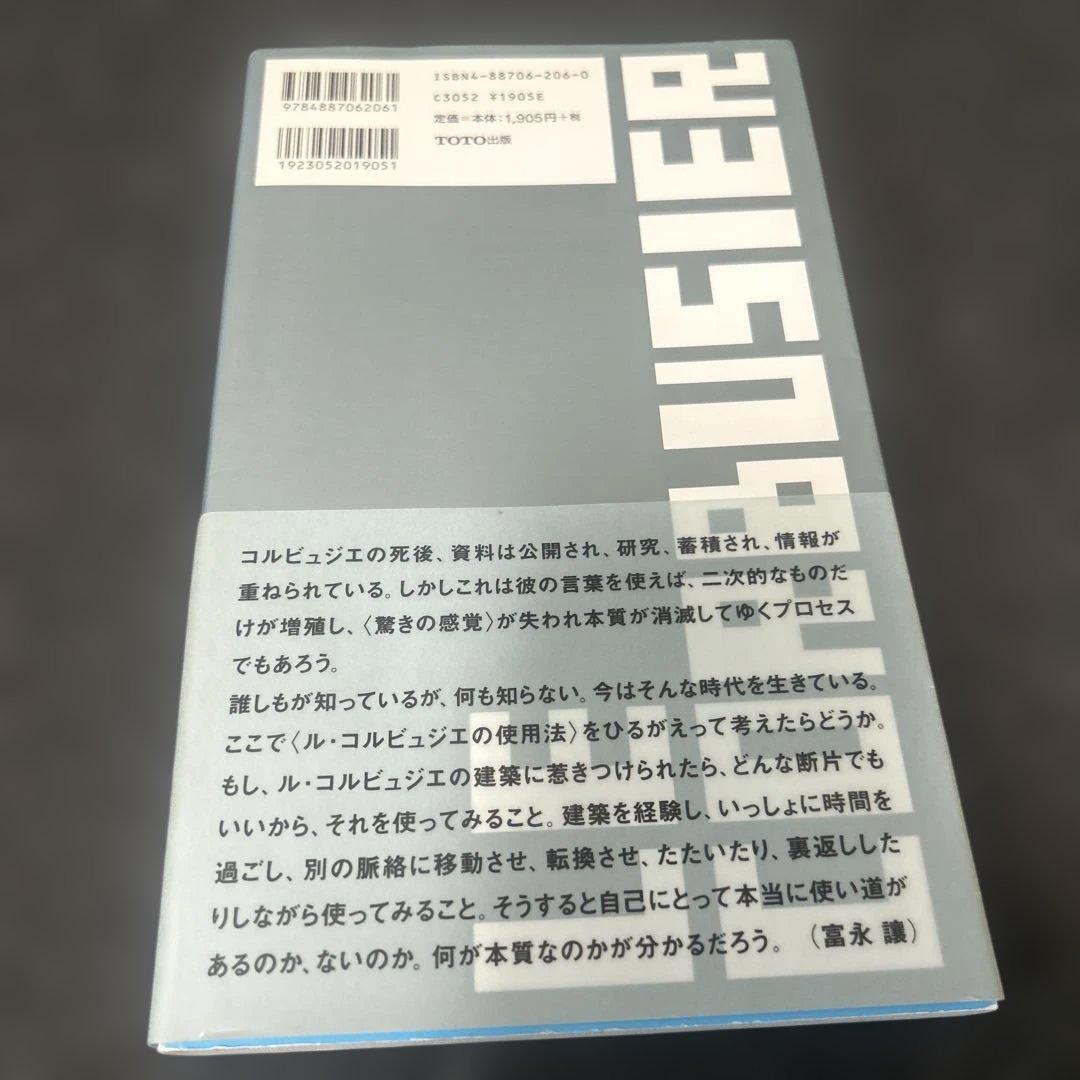 9784887062061
1923052019051
ISBN4-88706-206-0
C3052 ¥1905E
定価=本体:1,905円+税
TOTO出版
CORBUSIER
コルビュジエの死後、資料は公開され、研究、蓄積され、情報が
重ねられている。しかしこれは彼の言葉を使えば、二次的なものだ
けが増殖し、〈驚きの感覚〉が失われ本質が消滅してゆくプロセス
でもあろう。
誰しもが知っているが、何も知らない。今はそんな時代を生きている。
ここで〈ル・コルビュジエの使用法〉をひるがえって考えたらどうか。
もし、ル・コルビュジエの建築に惹きつけられたら、どんな断片でも
いいから、それを使ってみること。建築を経験し、いっしょに時間を
過ごし、別の脈絡に移動させ、転換させ、たたいたり、裏返しした
りしながら使ってみること。そうすると自己にとって本当に使い道が
あるのか、ないのか。何が本質なのかが分かるだろう。（富永 讓）